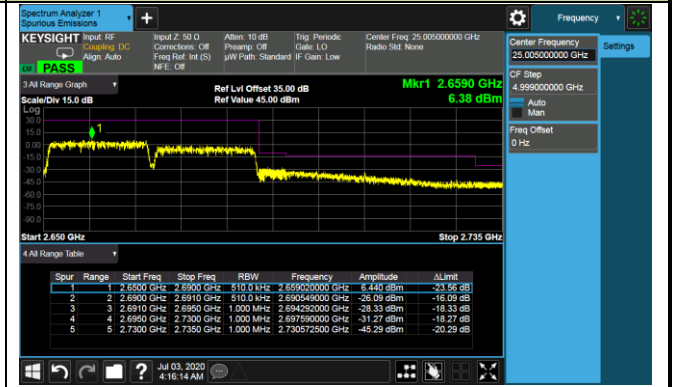 Spectrum Analyzer 1
Spurious Emissions
Frequency
KEYSIGHT Input: RF
Coupling: DC
Align: Auto
Input Z: 50 Ω
Corrections: Off
Freq Ref: Int (S)
NFE: Off
Atten: 10 dB
Preamp: Off
µW Path: Standard
Trig: Periodic
Gate: LO
IF Gain: Low
Center Freq: 25.005000000 GHz
Radio Std: None
PASS
Center Frequency
25.005000000 GHz
Settings
CF Step
4.999000000 GHz
Auto
Man
Freq Offset
0 Hz
3 All Range Graph
Scale/Div 15.0 dB
Ref Lvl Offset 35.00 dB
Ref Value 45.00 dBm
Mkr1 2.6590 GHz
6.38 dBm
Log
30.0
15.0
0.00
-15.0
-30.0
-45.0
-60.0
-75.0
-90.0
1
Start 2.650 GHz
Stop 2.735 GHz
4 All Range Table
Spur Range Start Freq Stop Freq RBW Frequency Amplitude ΔLimit
1 1 2.6500 GHz 2.6900 GHz 510.0 kHz 2.659020000 GHz 6.440 dBm -23.56 dB
2 2 2.6900 GHz 2.6910 GHz 510.0 kHz 2.690549000 GHz -26.09 dBm -16.09 dB
3 3 2.6910 GHz 2.6950 GHz 1.000 MHz 2.694292000 GHz -28.33 dBm -18.33 dB
4 4 2.6950 GHz 2.7300 GHz 1.000 MHz 2.697590000 GHz -31.27 dBm -18.27 dB
5 5 2.7300 GHz 2.7350 GHz 1.000 MHz 2.730572500 GHz -45.29 dBm -20.29 dB
Jul 03, 2020
4:16:14 AM